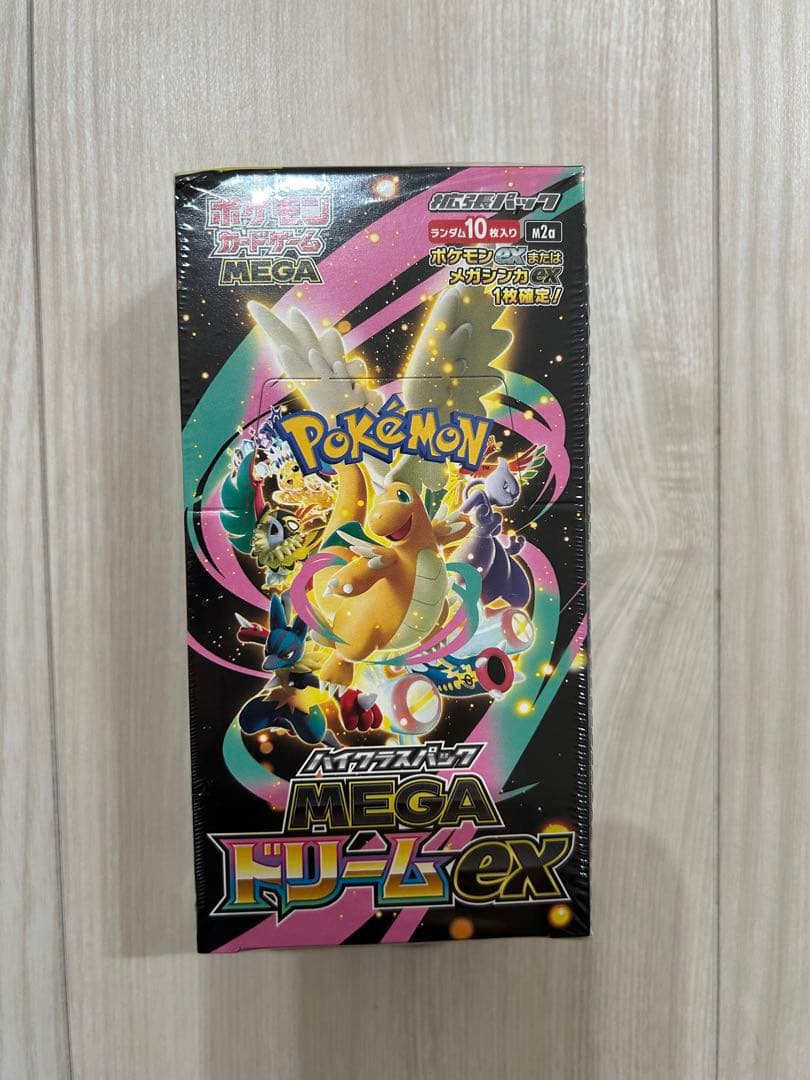 ポケモン
カードゲーム
MEGA
拡張パック
ランダム10枚入り M2a
ポケモンexまたは
メガシンカex
1枚確定!
POKÉMON
TM
ハイクラスパック
MEGA
ドリームex